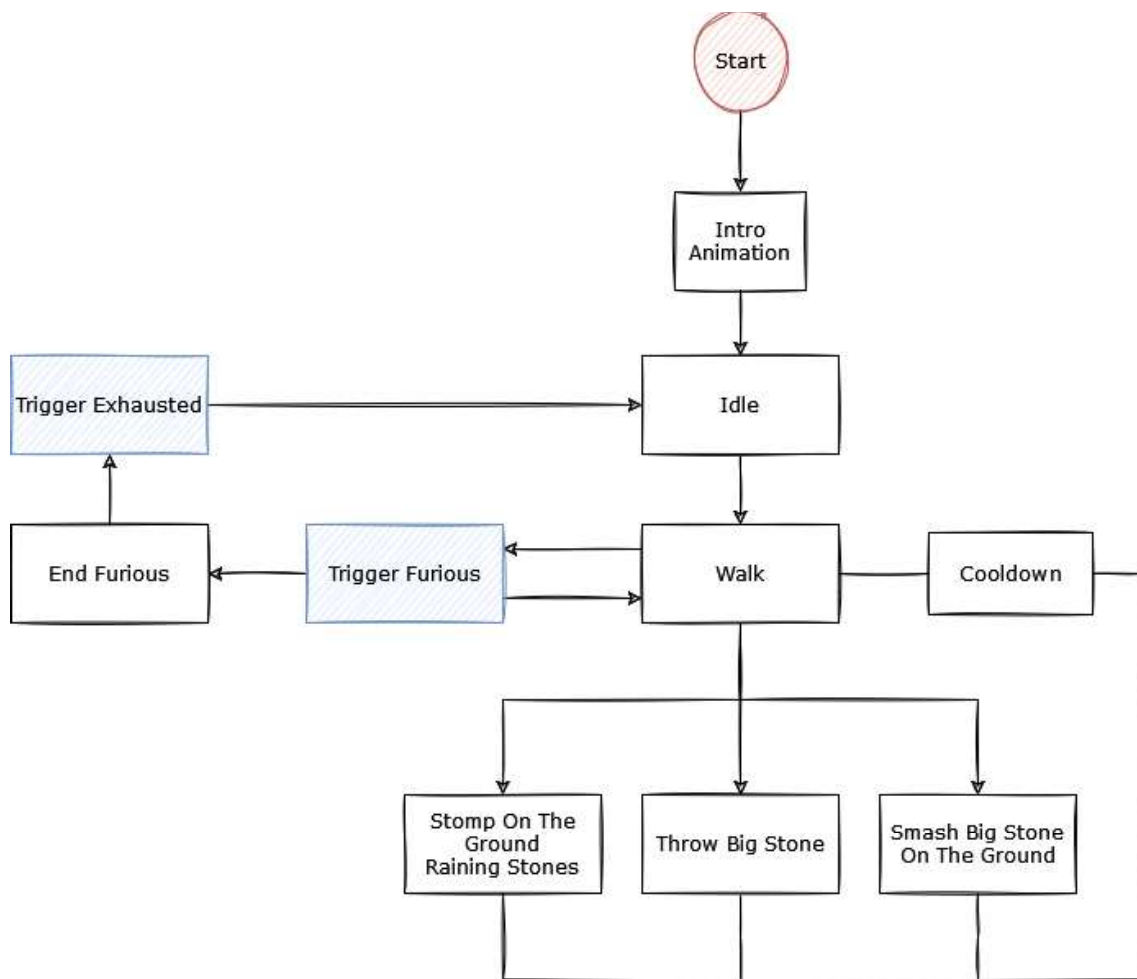 Start
Intro
Animation
Trigger Exhausted
Idle
End Furious
Trigger Furious
Walk
Cooldown
Stomp On The
Ground
Raining Stones
Throw Big Stone
Smash Big Stone
On The Ground